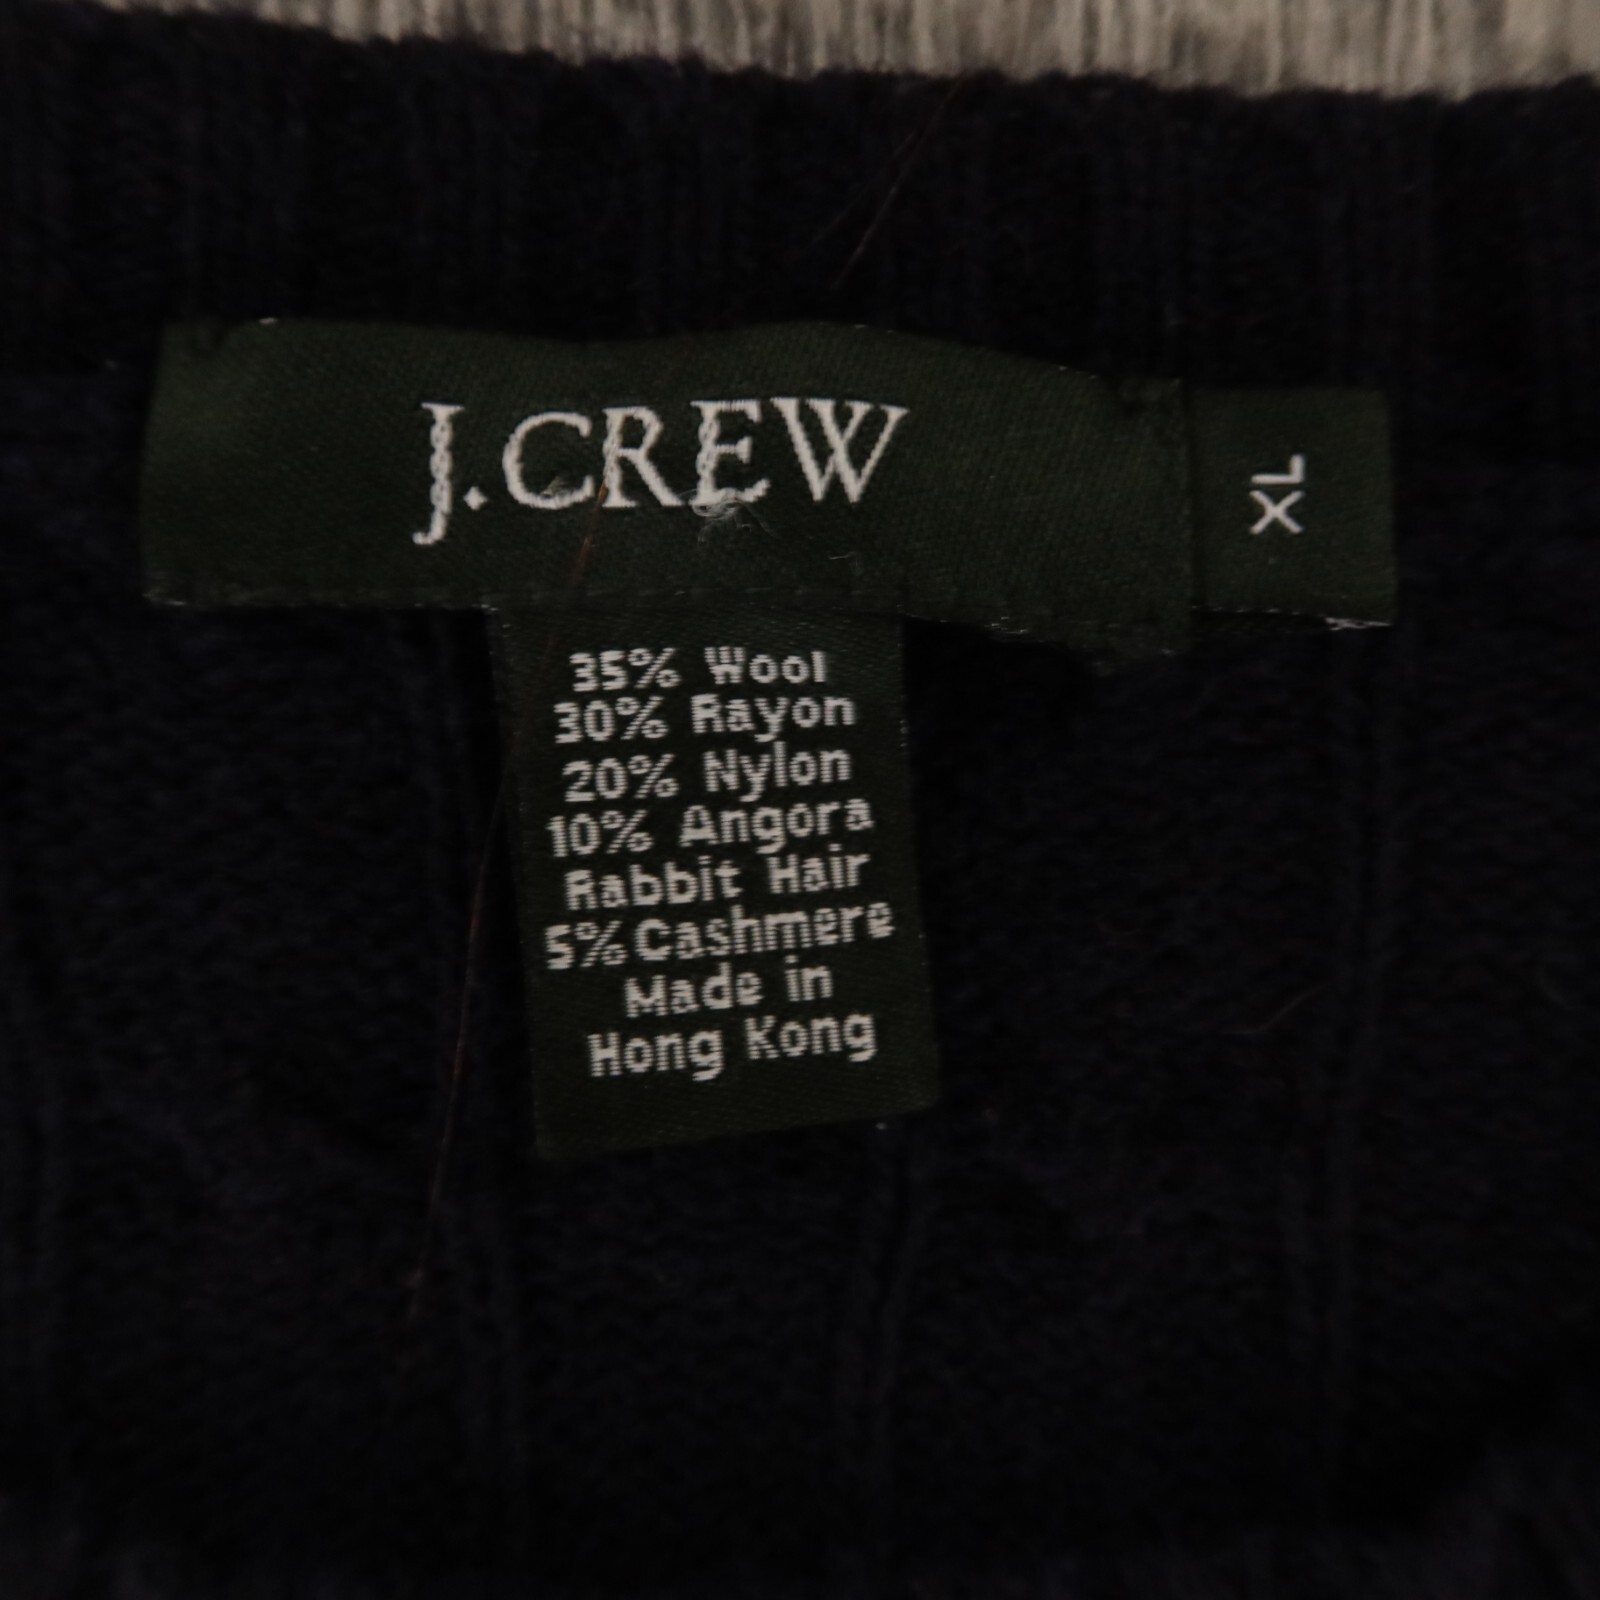 J.CREW
XL
35% Wool
30% Rayon
20% Nylon
10% Angora
Rabbit Hair
5% Cashmere
Made in
Hong Kong